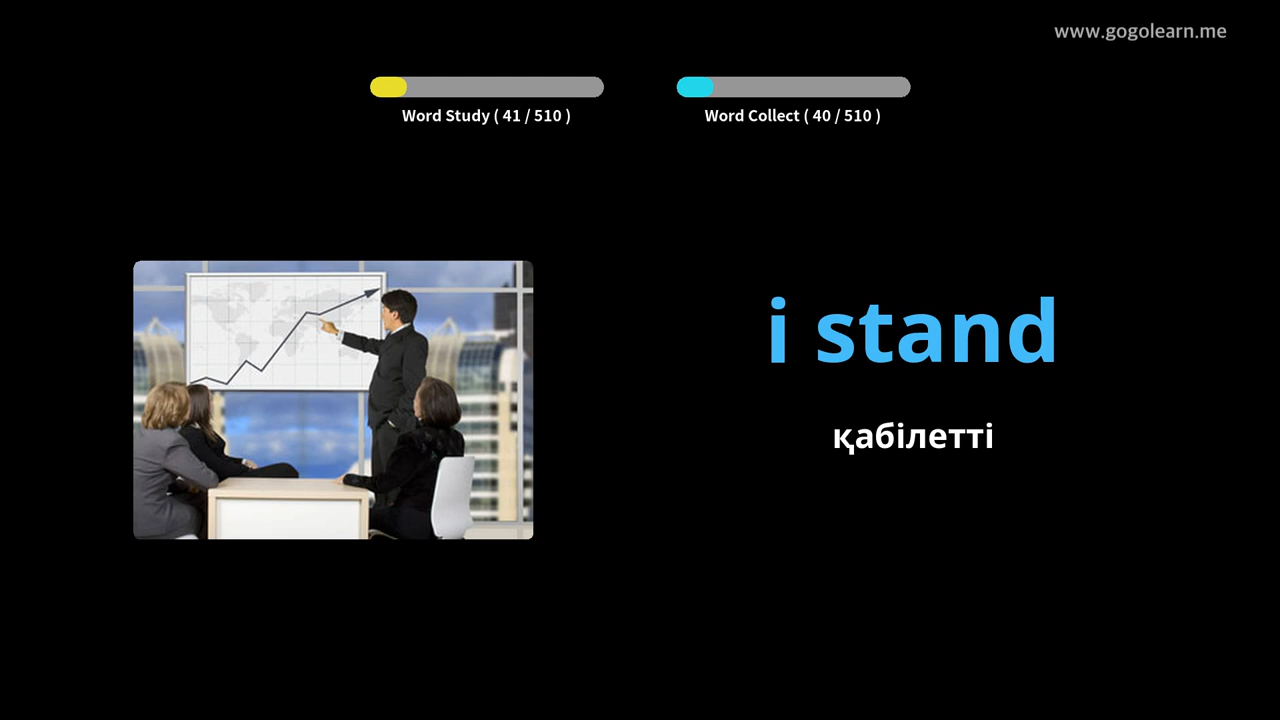 www.gogolearn.me
Word Study ( 41 / 510 )
Word Collect ( 40 / 510 )
i stand
қабілетті